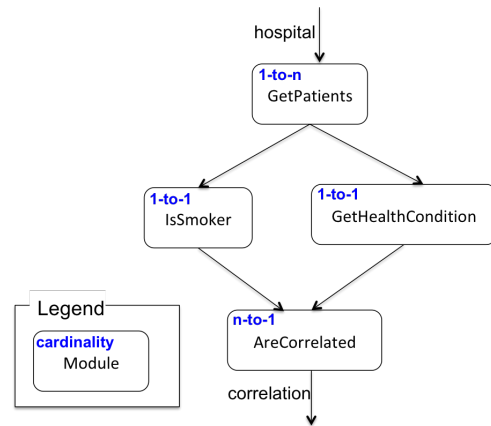 hospital
1-to-n
GetPatients
1-to-1
IsSmoker
1-to-1
GetHealthCondition
n-to-1
AreCorrelated
correlation
Legend
cardinality
Module